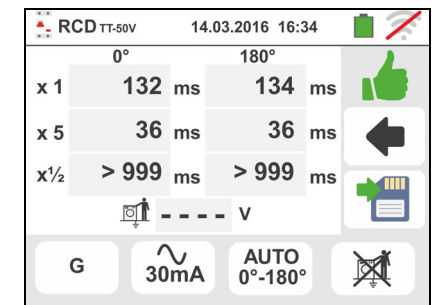 RCD TT-50V 14.03.2016 16:34
0° 180°
x 1 132 ms 134 ms
x 5 36 ms 36 ms
x½ > 999 ms > 999 ms
- - - - V
G 30mA AUTO 0°-180°